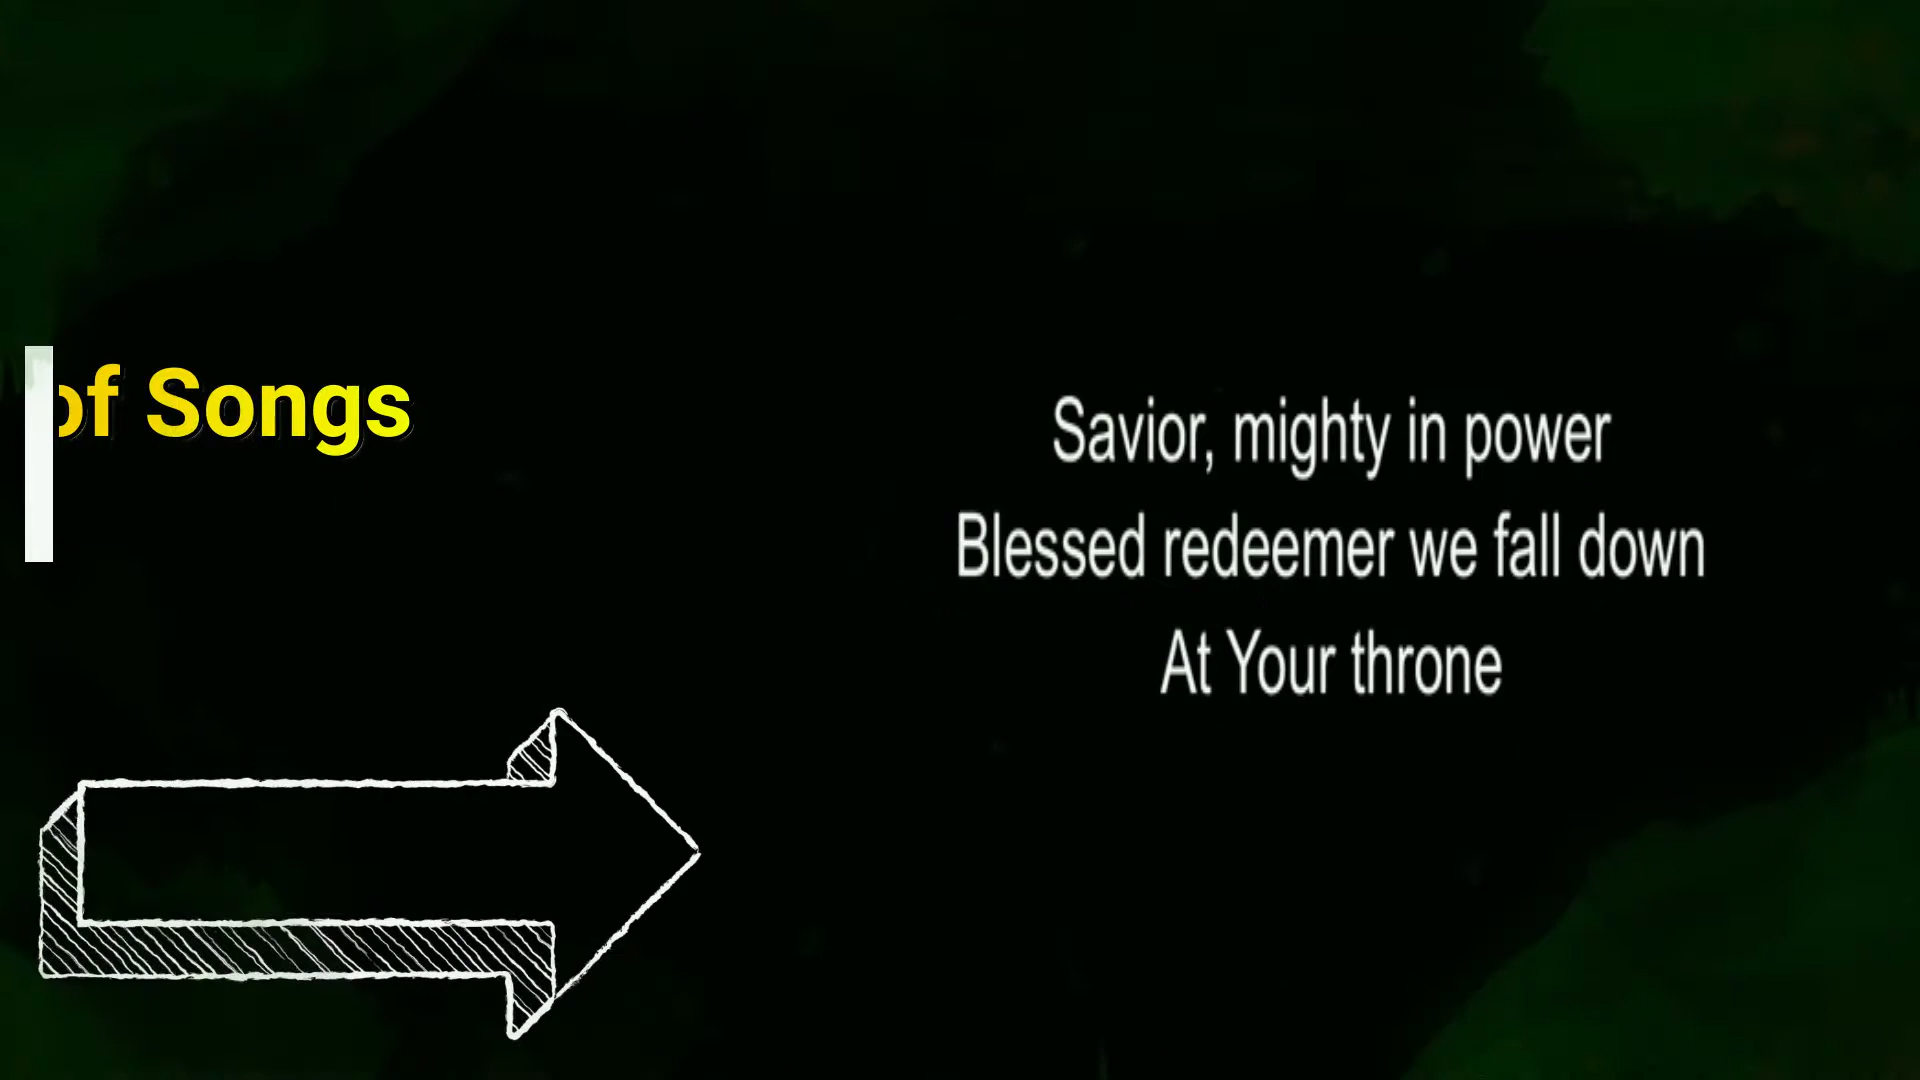 of Songs
Savior, mighty in power
Blessed redeemer we fall down
At Your throne